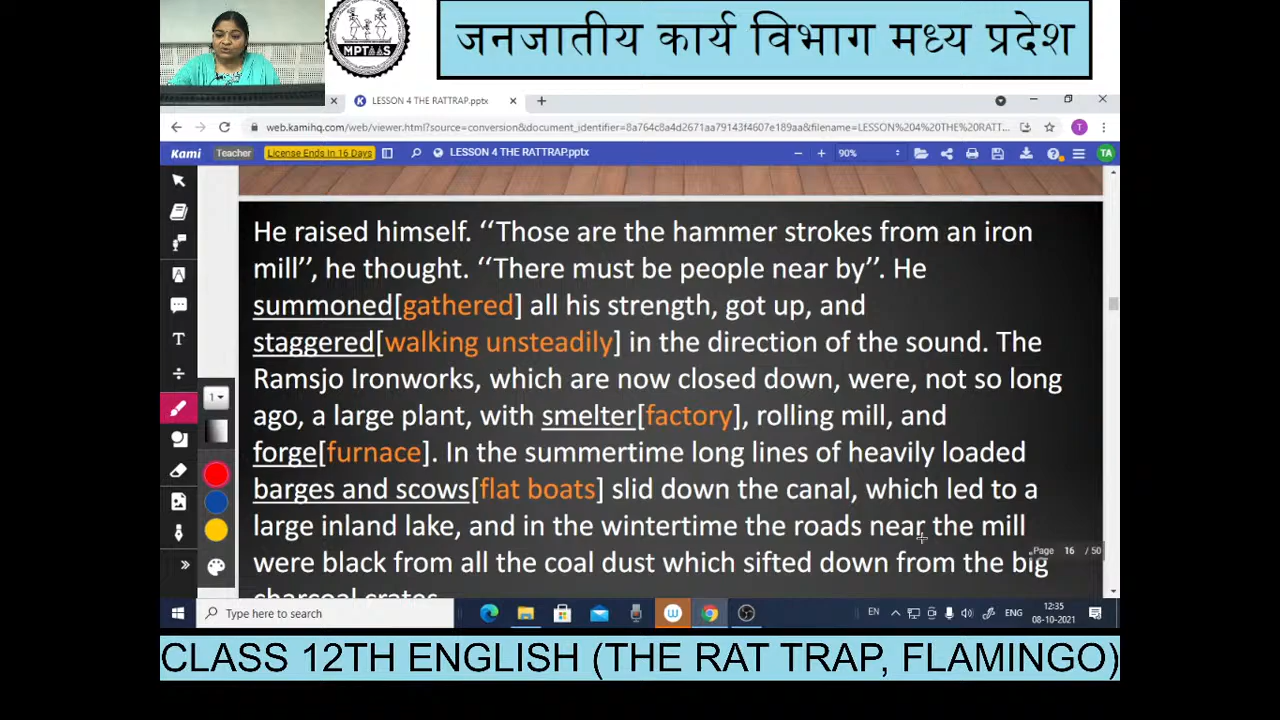 जनजातीय कार्य विभाग मध्य प्रदेश
MPTAAS
LESSON 4 THE RATTRAP.pptx
web.kamihq.com/web/viewer.html?source=conversion&document_identifier=8a764c8a4d2671aa79143f4607e189aa&filename=LESSON%204%20THE%20RATT...
Kami Teacher License Ends In 16 Days LESSON 4 THE RATTRAP.pptx 90% TA
He raised himself. ‘‘Those are the hammer strokes from an iron
mill’’, he thought. ‘‘There must be people near by’’. He
summoned[gathered] all his strength, got up, and
staggered[walking unsteadily] in the direction of the sound. The
Ramsjo Ironworks, which are now closed down, were, not so long
ago, a large plant, with smelter[factory], rolling mill, and
forge[furnace]. In the summertime long lines of heavily loaded
barges and scows[flat boats] slid down the canal, which led to a
large inland lake, and in the wintertime the roads near the mill
were black from all the coal dust which sifted down from the big
charcoal crates.
Page 16 / 50
Type here to search
EN
ENG
12:35
08-10-2021
CLASS 12TH ENGLISH (THE RAT TRAP, FLAMINGO)